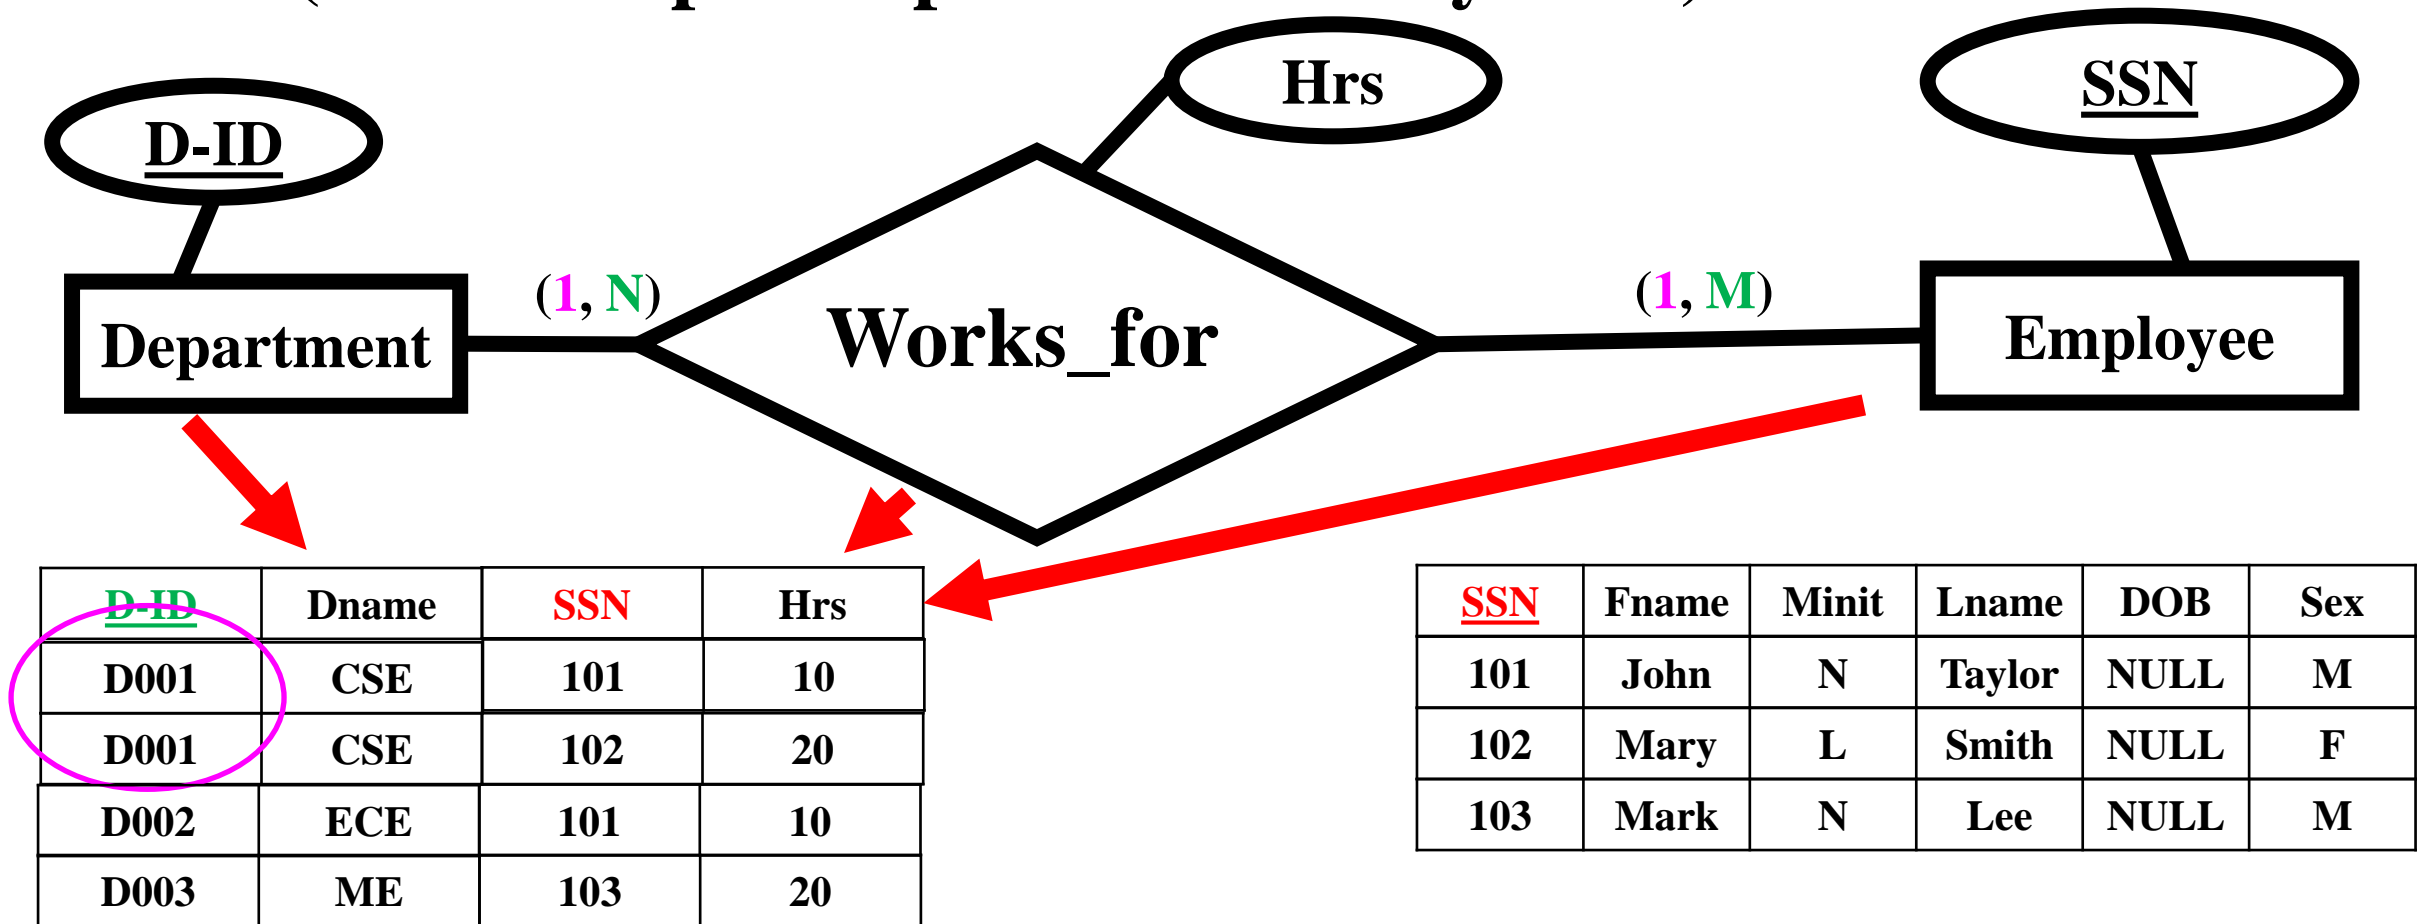 Hrs
SSN
D-ID
(1, N)
(1, M)
Department
Works_for
Employee
D-ID Dname SSN Hrs
D001 CSE 101 10
D001 CSE 102 20
D002 ECE 101 10
D003 ME 103 20
SSN Fname Minit Lname DOB Sex
101 John N Taylor NULL M
102 Mary L Smith NULL F
103 Mark N Lee NULL M